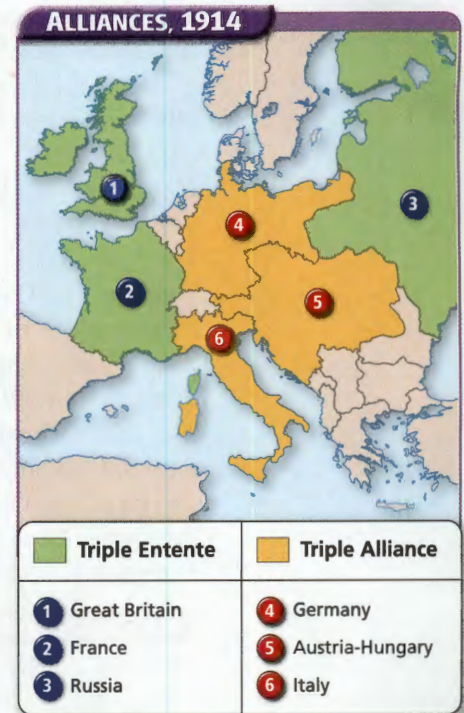 ALLIANCES, 1914
1
2
3
4
5
6
Triple Entente
Triple Alliance
1 Great Britain
2 France
3 Russia
4 Germany
5 Austria-Hungary
6 Italy